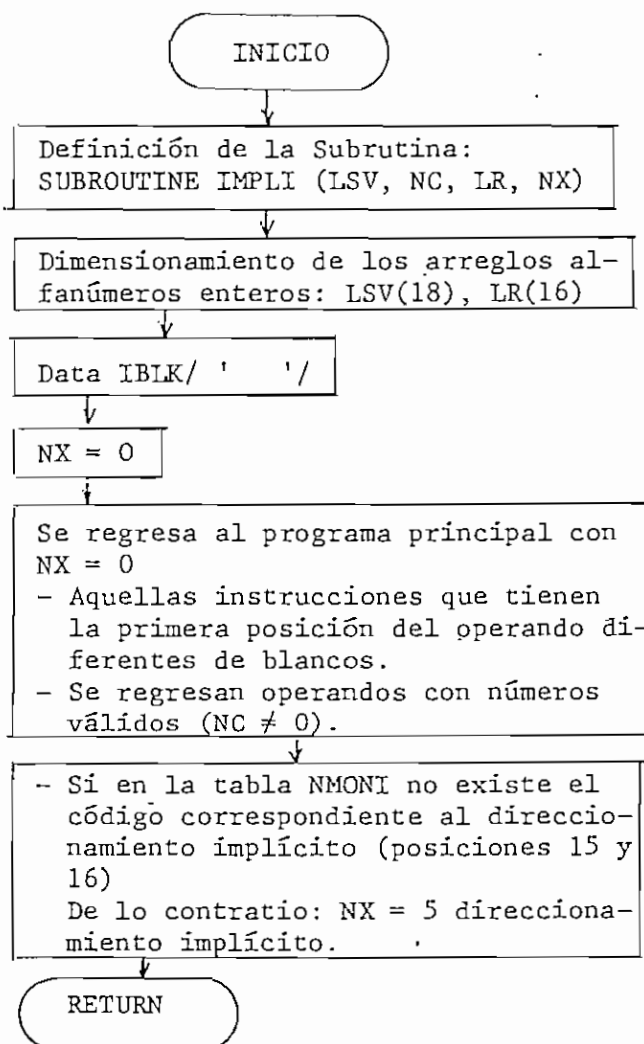 INICIO
Definición de la Subrutina:
SUBROUTINE IMPLI (LSV, NC, LR, NX)
Dimensionamiento de los arreglos al-
fanúmeros enteros: LSV(18), LR(16)
Data IBLK/ '    '/
NX = 0
Se regresa al programa principal con
NX = 0
- Aquellas instrucciones que tienen
la primera posición del operando di-
ferentes de blancos.
- Se regresan operandos con números
válidos (NC ≠ 0).
- Si en la tabla NMONI no existe el
código correspondiente al direccio-
namiento implícito (posiciones 15 y
16)
De lo contratio: NX = 5 direcciona-
miento implícito.
RETURN